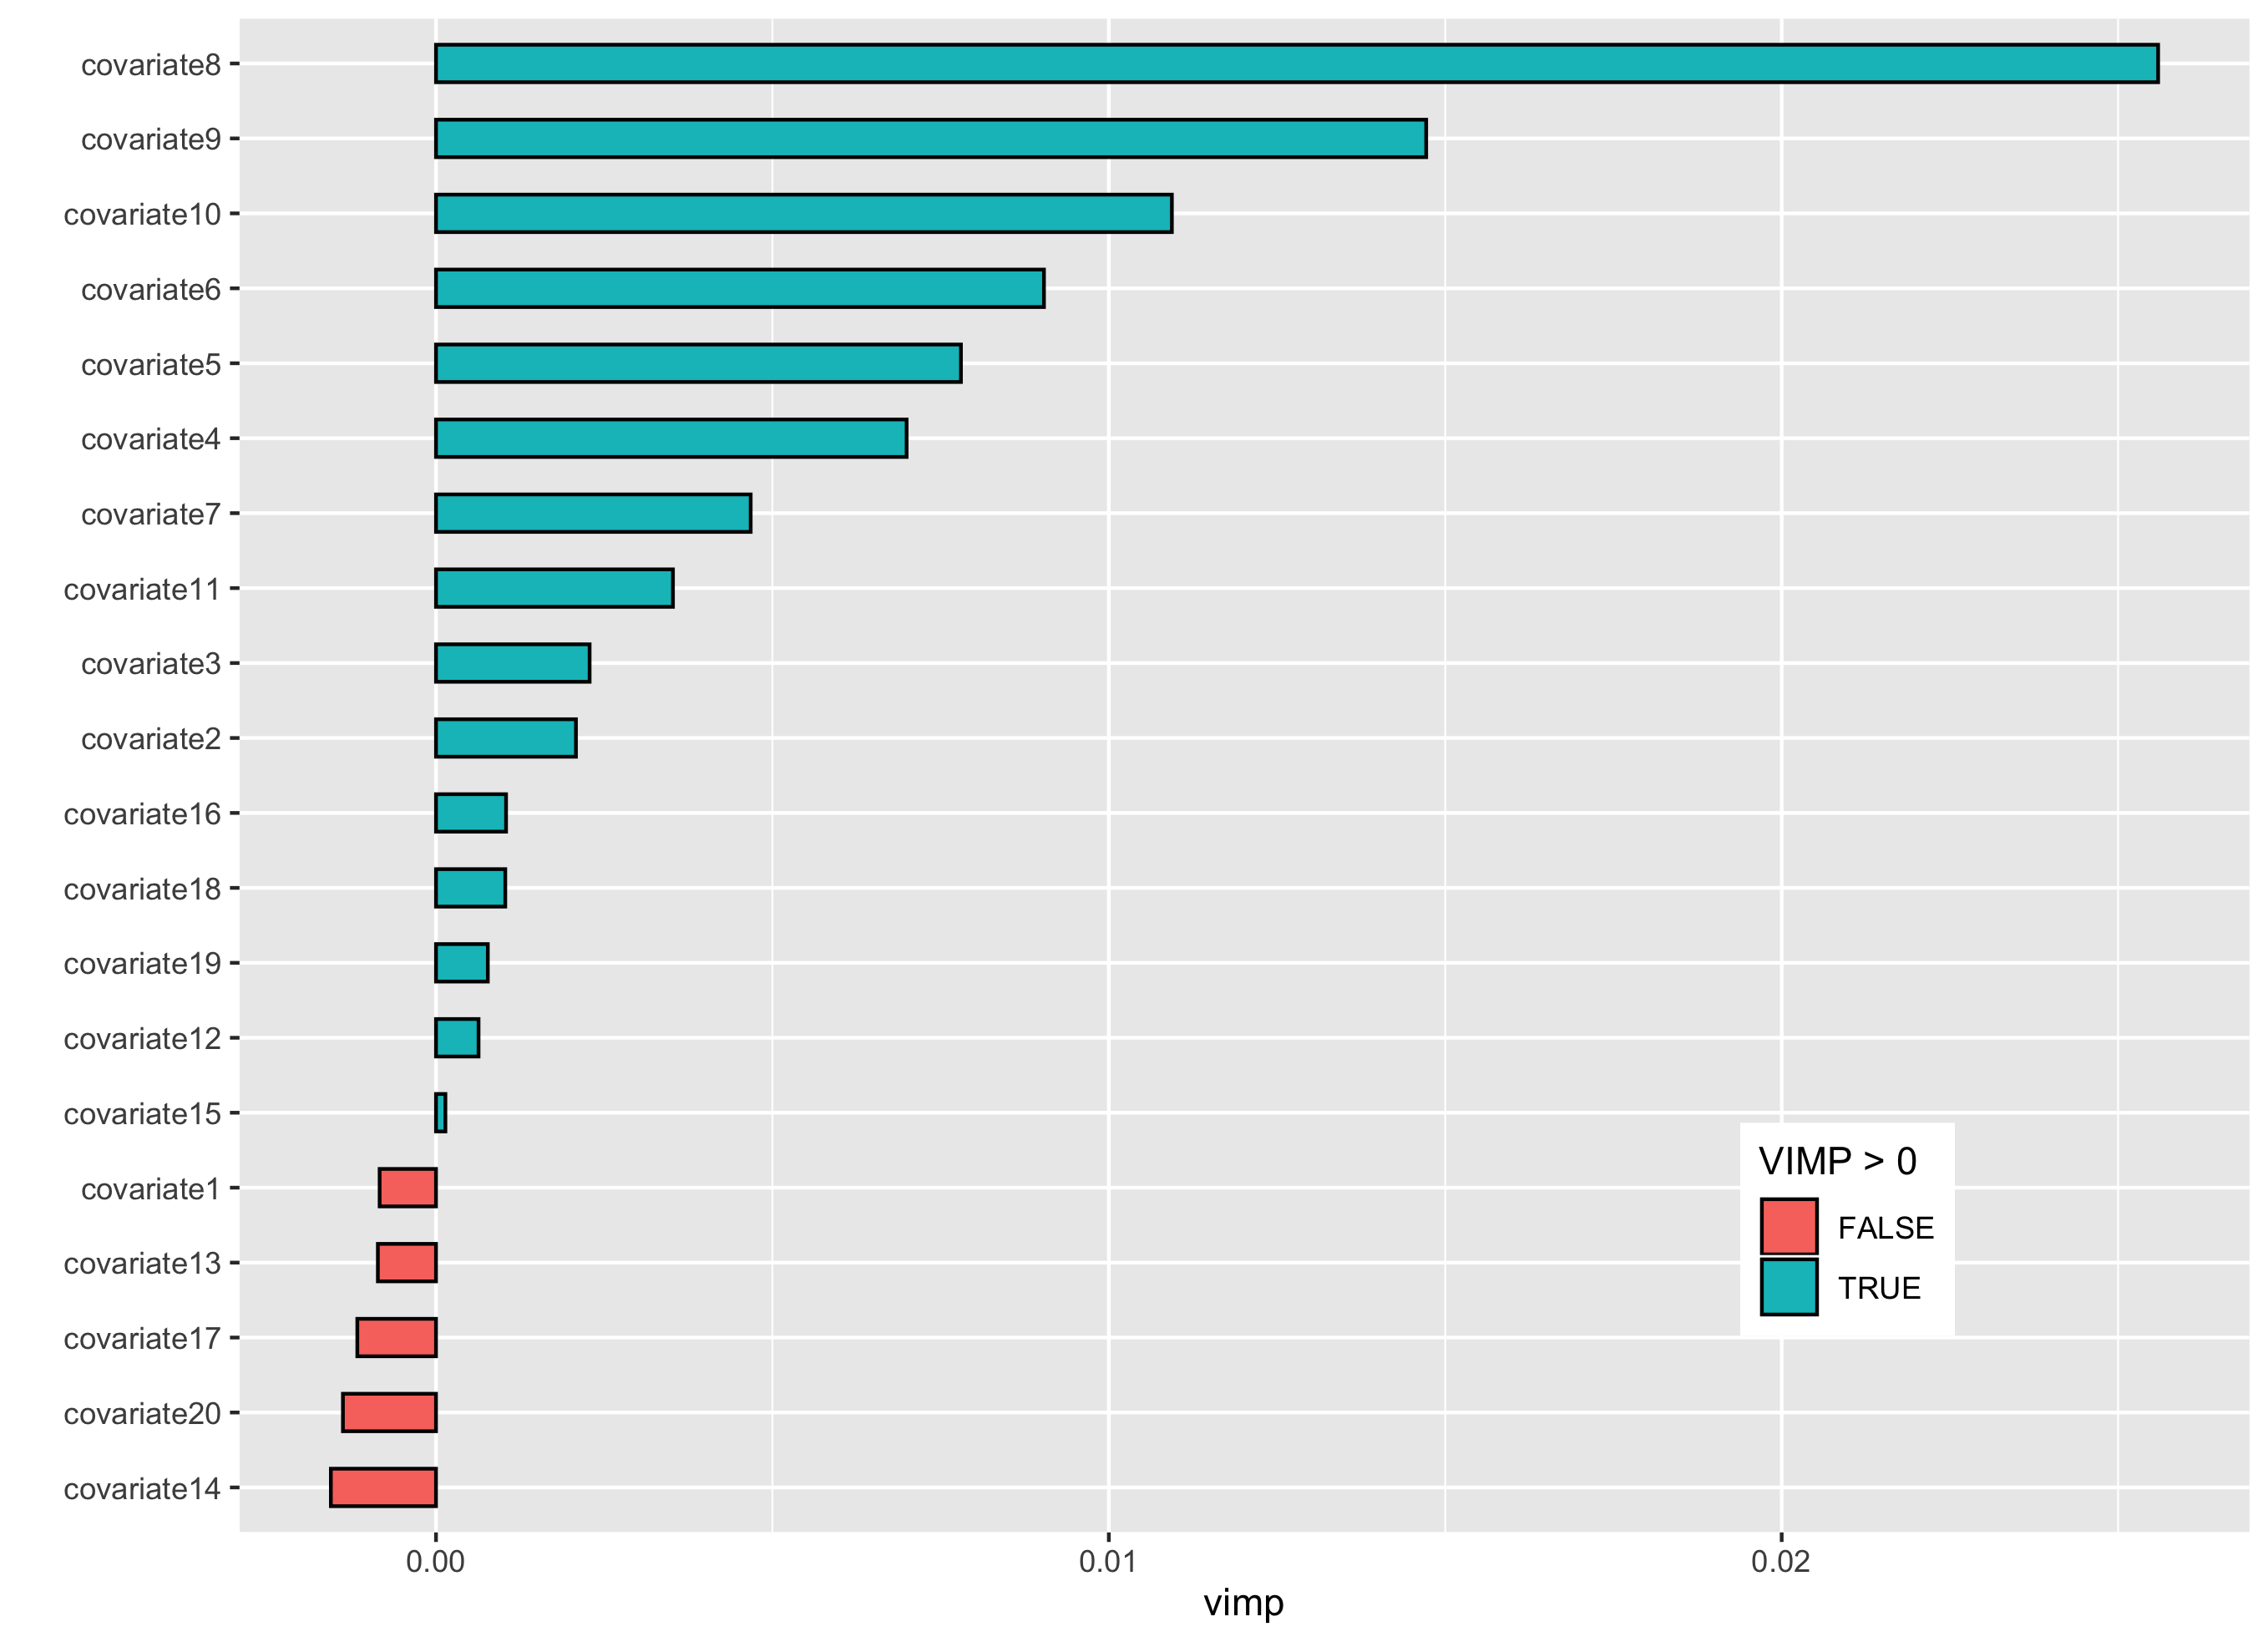 covariate8
covariate9
covariate10
covariate6
covariate5
covariate4
covariate7
covariate11
covariate3
covariate2
covariate16
covariate18
covariate19
covariate12
covariate15
covariate1
covariate13
covariate17
covariate20
covariate14
VIMP > 0
FALSE
TRUE
0.00 0.01 0.02
vimp